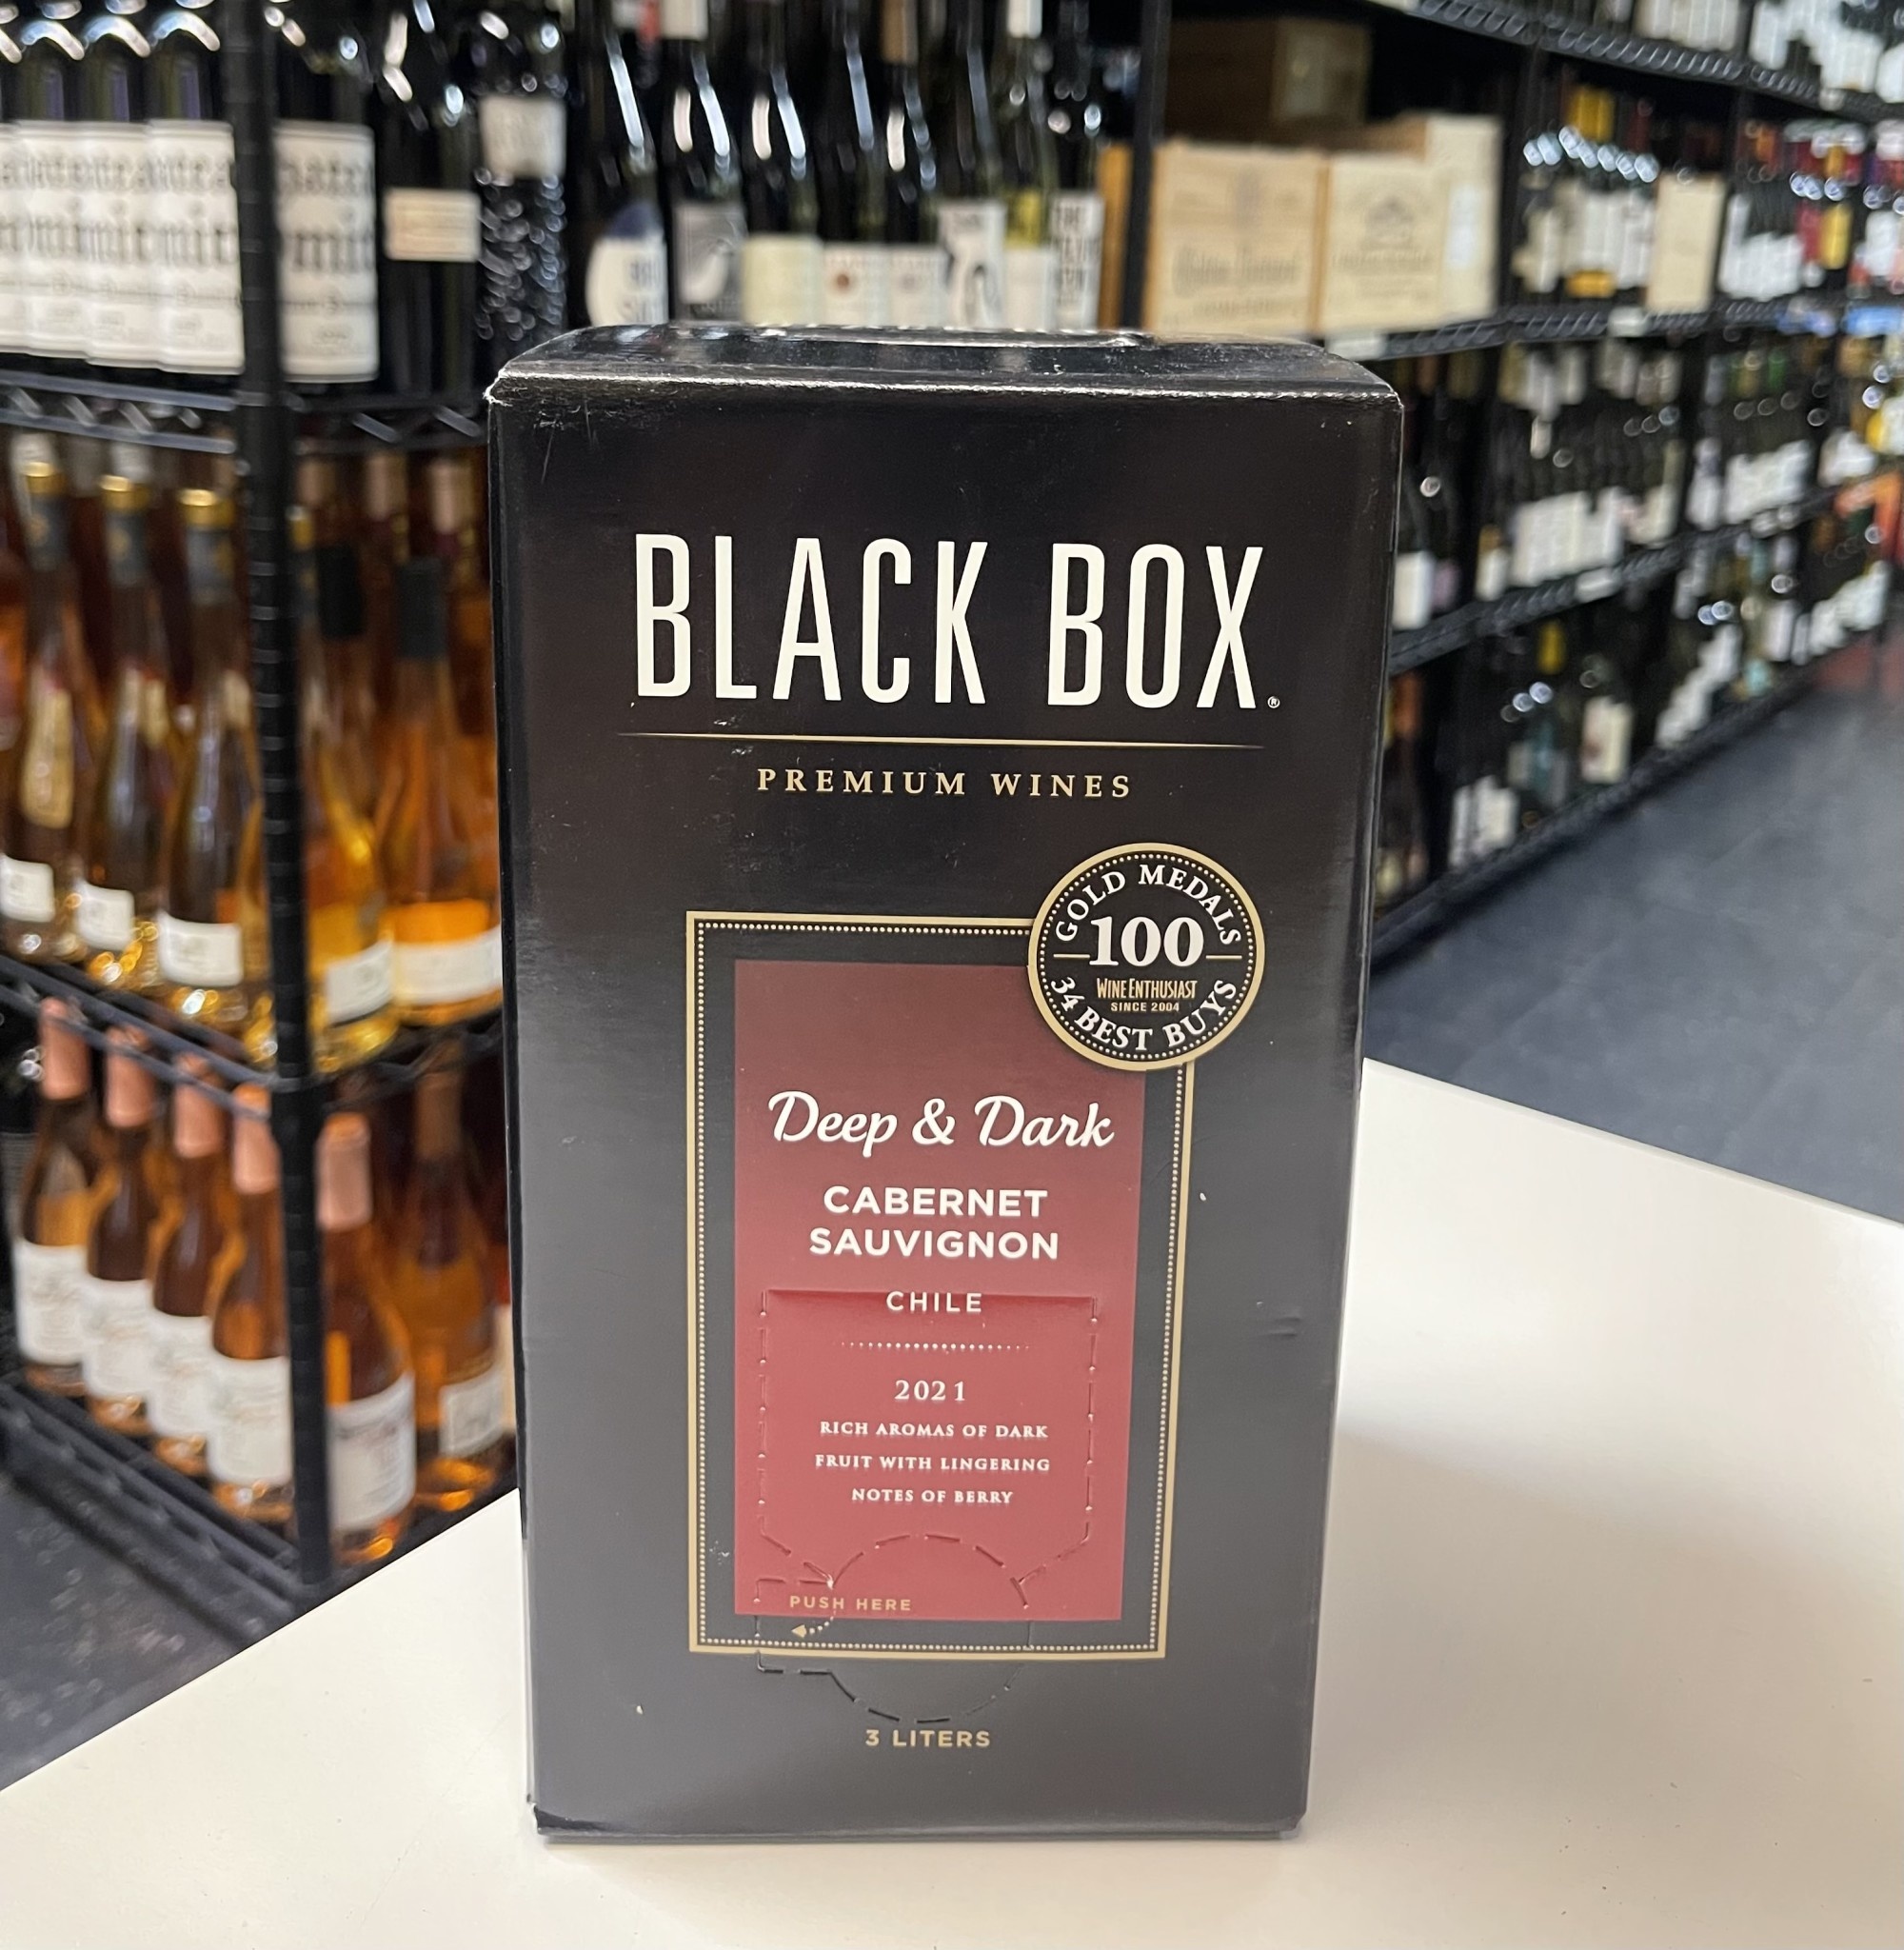 BLACK BOX®
PREMIUM WINES
GOLD MEDALS
100
WINE ENTHUSIAST
SINCE 2004
34 BEST BUYS
Deep & Dark
CABERNET
SAUVIGNON
CHILE
2021
RICH AROMAS OF DARK
FRUIT WITH LINGERING
NOTES OF BERRY
PUSH HERE
3 LITERS